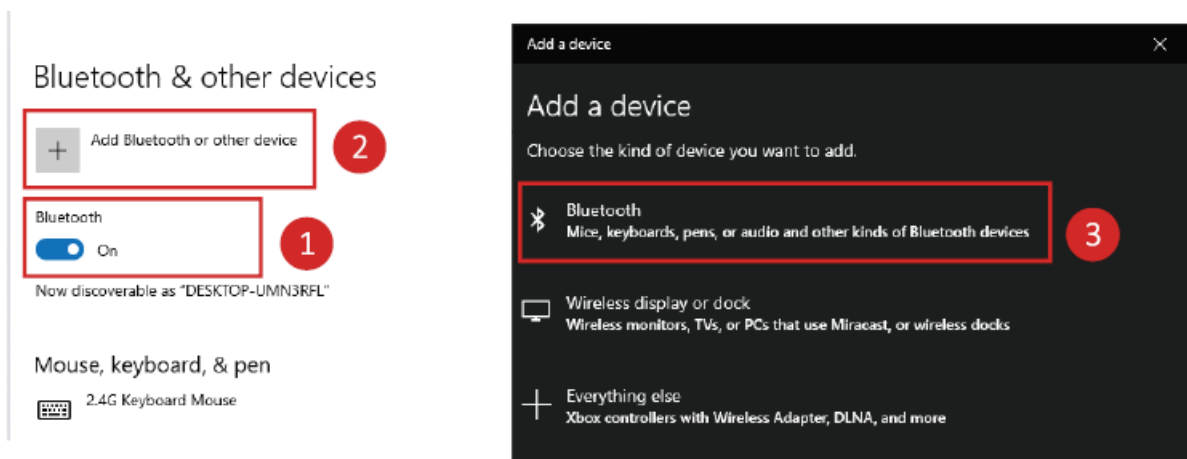 Bluetooth & other devices
Add Bluetooth or other device
2
Bluetooth
On
1
Now discoverable as "DESKTOP-UMN3RFL"
Mouse, keyboard, & pen
2.4G Keyboard Mouse
Add a device
Add a device
Choose the kind of device you want to add.
Bluetooth
Mice, keyboards, pens, or audio and other kinds of Bluetooth devices
3
Wireless display or dock
Wireless monitors, TVs, or PCs that use Miracast, or wireless docks
Everything else
Xbox controllers with Wireless Adapter, DLNA, and more